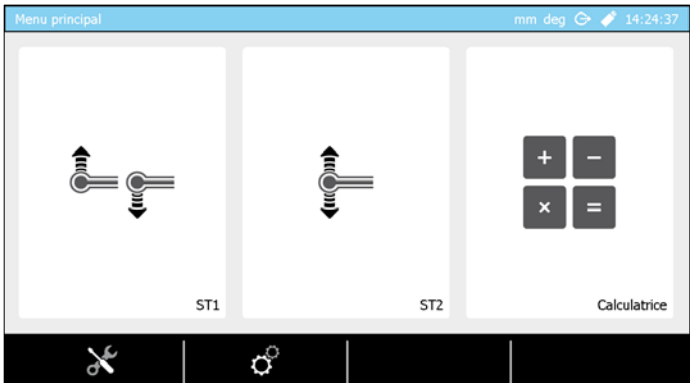 Menu principal
mm deg 14:24:37
ST1
ST2
Calculatrice